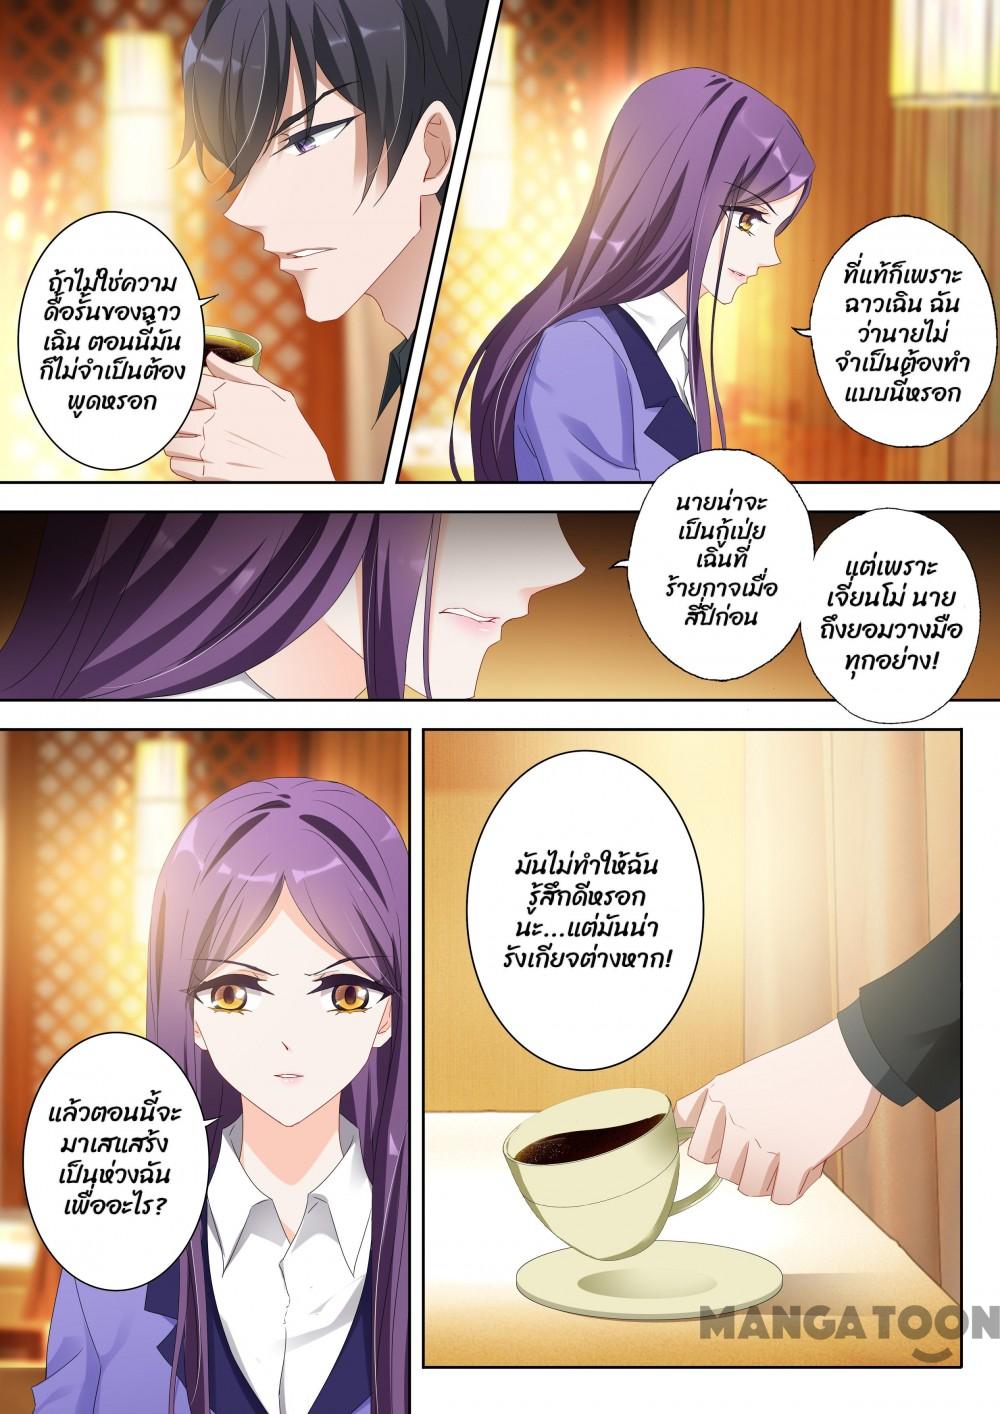 ถ้าไม่ใช่ความ
ดื้อรั้นของฉาว
เฉิน ตอนนี้มัน
ก็ไม่จำเป็นต้อง
พูดหรอก
ที่แท้ก็เพราะ
ฉาวเฉิน ฉัน
ว่านายไม่
จำเป็นต้องทำ
แบบนี้หรอก
นายน่าจะ
เป็นกู้เป่ย
เฉินที่
ร้ายกาจเมื่อ
สี่ปีก่อน
แต่เพราะ
เจี่ยนโม่ นาย
ถึงยอมวางมือ
ทุกอย่าง!
แล้วตอนนี้จะ
มาเสแสร้ง
เป็นห่วงฉัน
เพื่ออะไร?
มันไม่ทำให้ฉัน
รู้สึกดีหรอก
นะ...แต่มันน่า
รังเกียจต่างหาก!
MANGATOON